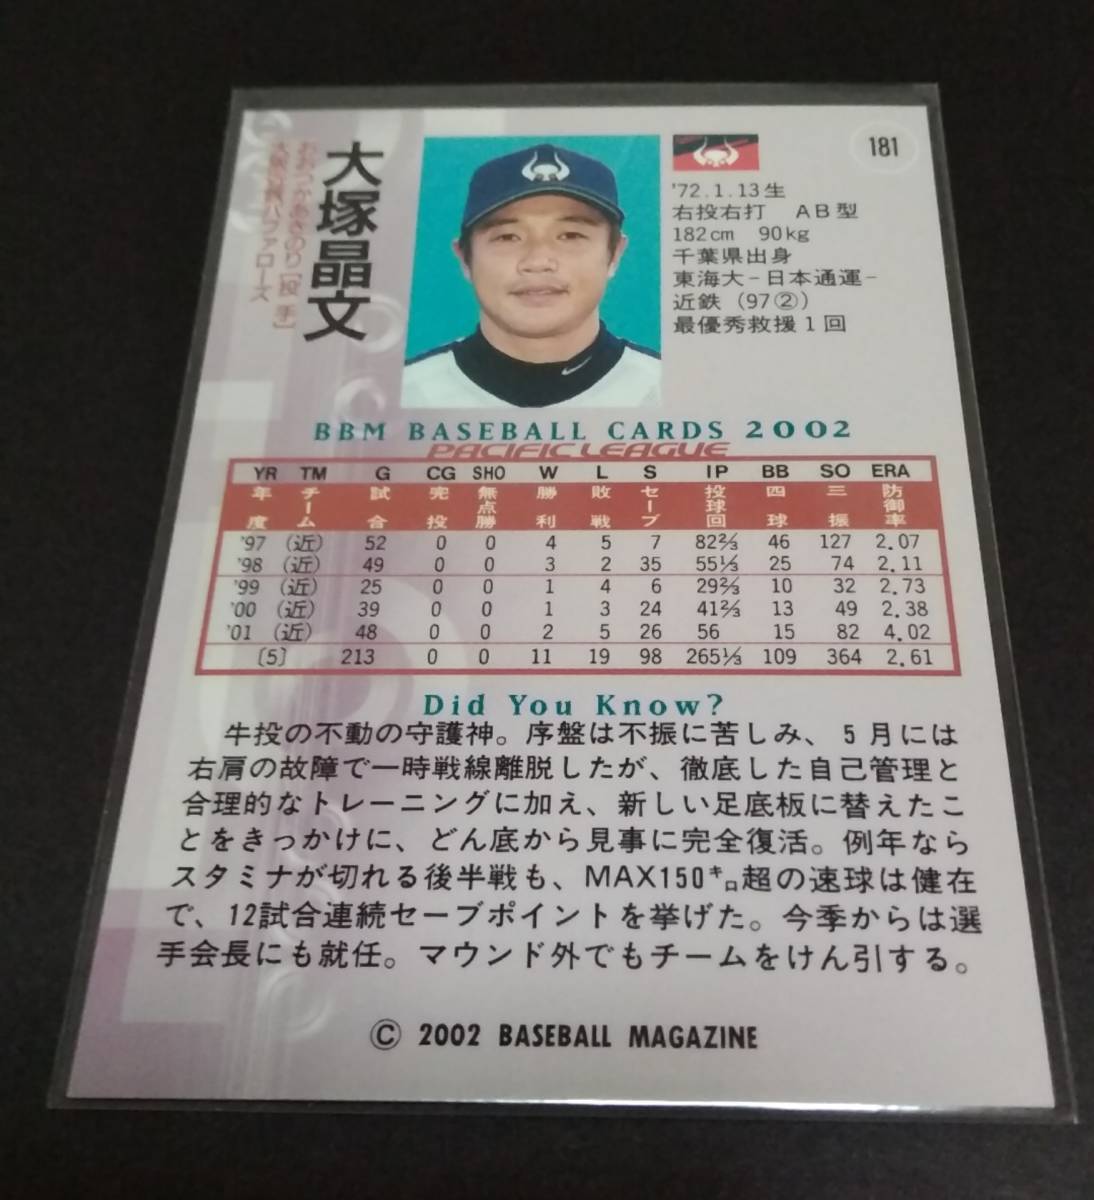 181
大塚晶文
おおつかあきのり［投手］
大阪近鉄バファローズ
'72.1.13生
右投右打 AB型
182cm 90kg
千葉県出身
東海大－日本通運－
近鉄（97②）
最優秀救援1回
BBM BASEBALL CARDS 2002
PACIFIC LEAGUE
YR TM G CG SHO W L S IP BB SO ERA
年度 チーム 試合 完投 無点勝 勝利 敗戦 セーブ 投球回 四球 三振 防御率
'97 (近) 52 0 0 4 5 7 82⅔ 46 127 2.07
'98 (近) 49 0 0 3 2 35 55⅓ 25 74 2.11
'99 (近) 25 0 0 1 4 6 29⅔ 10 32 2.73
'00 (近) 39 0 0 1 3 24 41⅔ 13 49 2.38
'01 (近) 48 0 0 2 5 26 56 15 82 4.02
〔5〕 213 0 0 11 19 98 265⅓ 109 364 2.61
Did You Know?
牛投の不動の守護神。序盤は不振に苦しみ、5月には
右肩の故障で一時戦線離脱したが、徹底した自己管理と
合理的なトレーニングに加え、新しい足底板に替えたこ
とをきっかけに、どん底から見事に完全復活。例年なら
スタミナが切れる後半戦も、MAX150㌔超の速球は健在
で、12試合連続セーブポイントを挙げた。今季からは選
手会長にも就任。マウンド外でもチームをけん引する。
© 2002 BASEBALL MAGAZINE